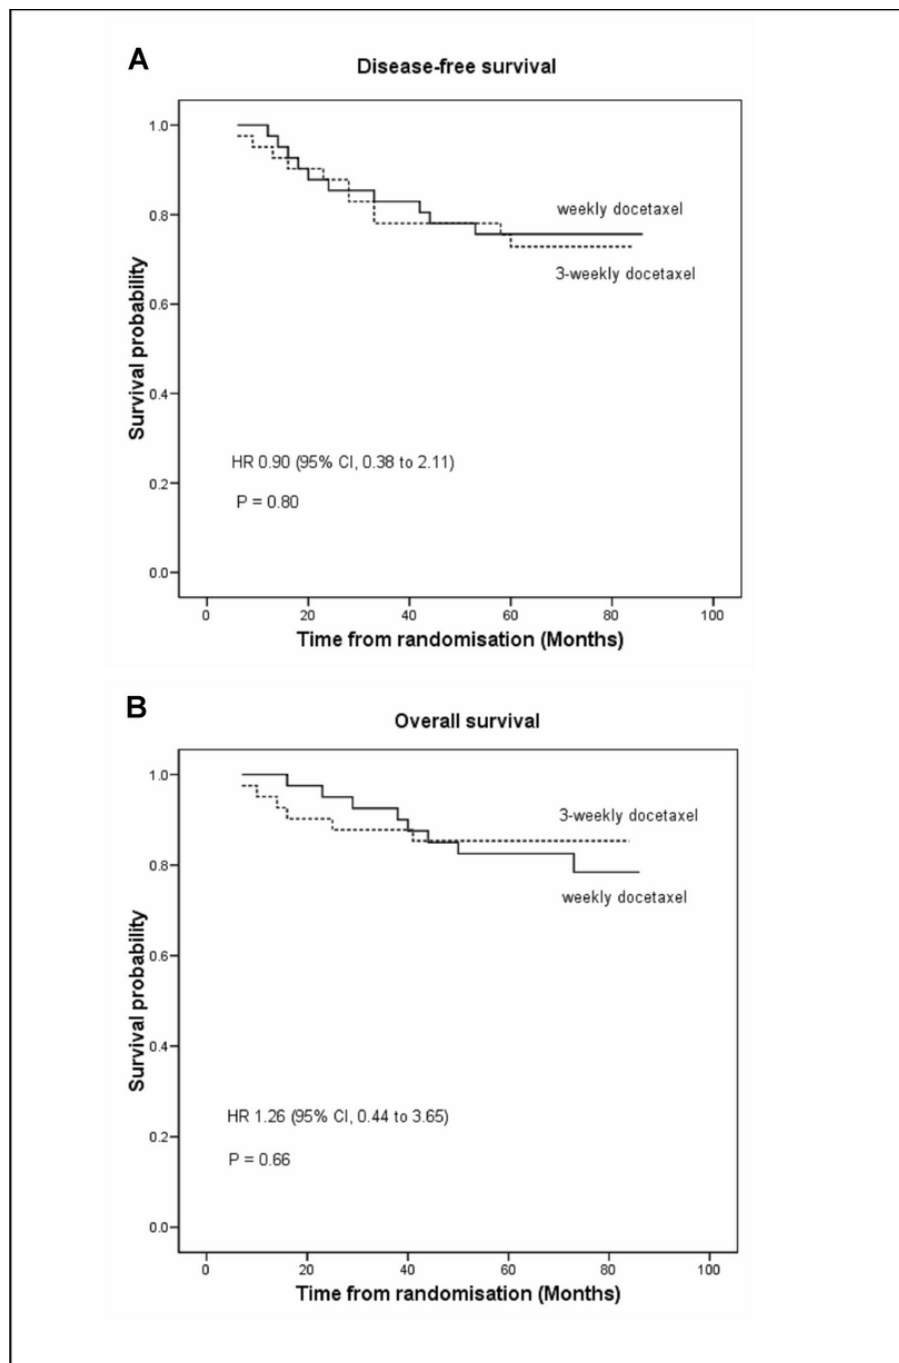 A
Disease-free survival
1.0
0.8
0.6
0.4
0.2
0.0
Survival probability
weekly docetaxel
3-weekly docetaxel
HR 0.90 (95% CI, 0.38 to 2.11)
P = 0.80
0 20 40 60 80 100
Time from randomisation (Months)
B
Overall survival
1.0
0.8
0.6
0.4
0.2
0.0
Survival probability
3-weekly docetaxel
weekly docetaxel
HR 1.26 (95% CI, 0.44 to 3.65)
P = 0.66
0 20 40 60 80 100
Time from randomisation (Months)